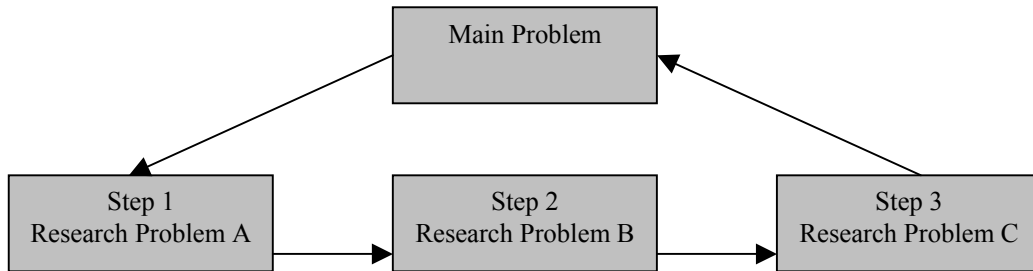 Main Problem
Step 1
Research Problem A
Step 2
Research Problem B
Step 3
Research Problem C